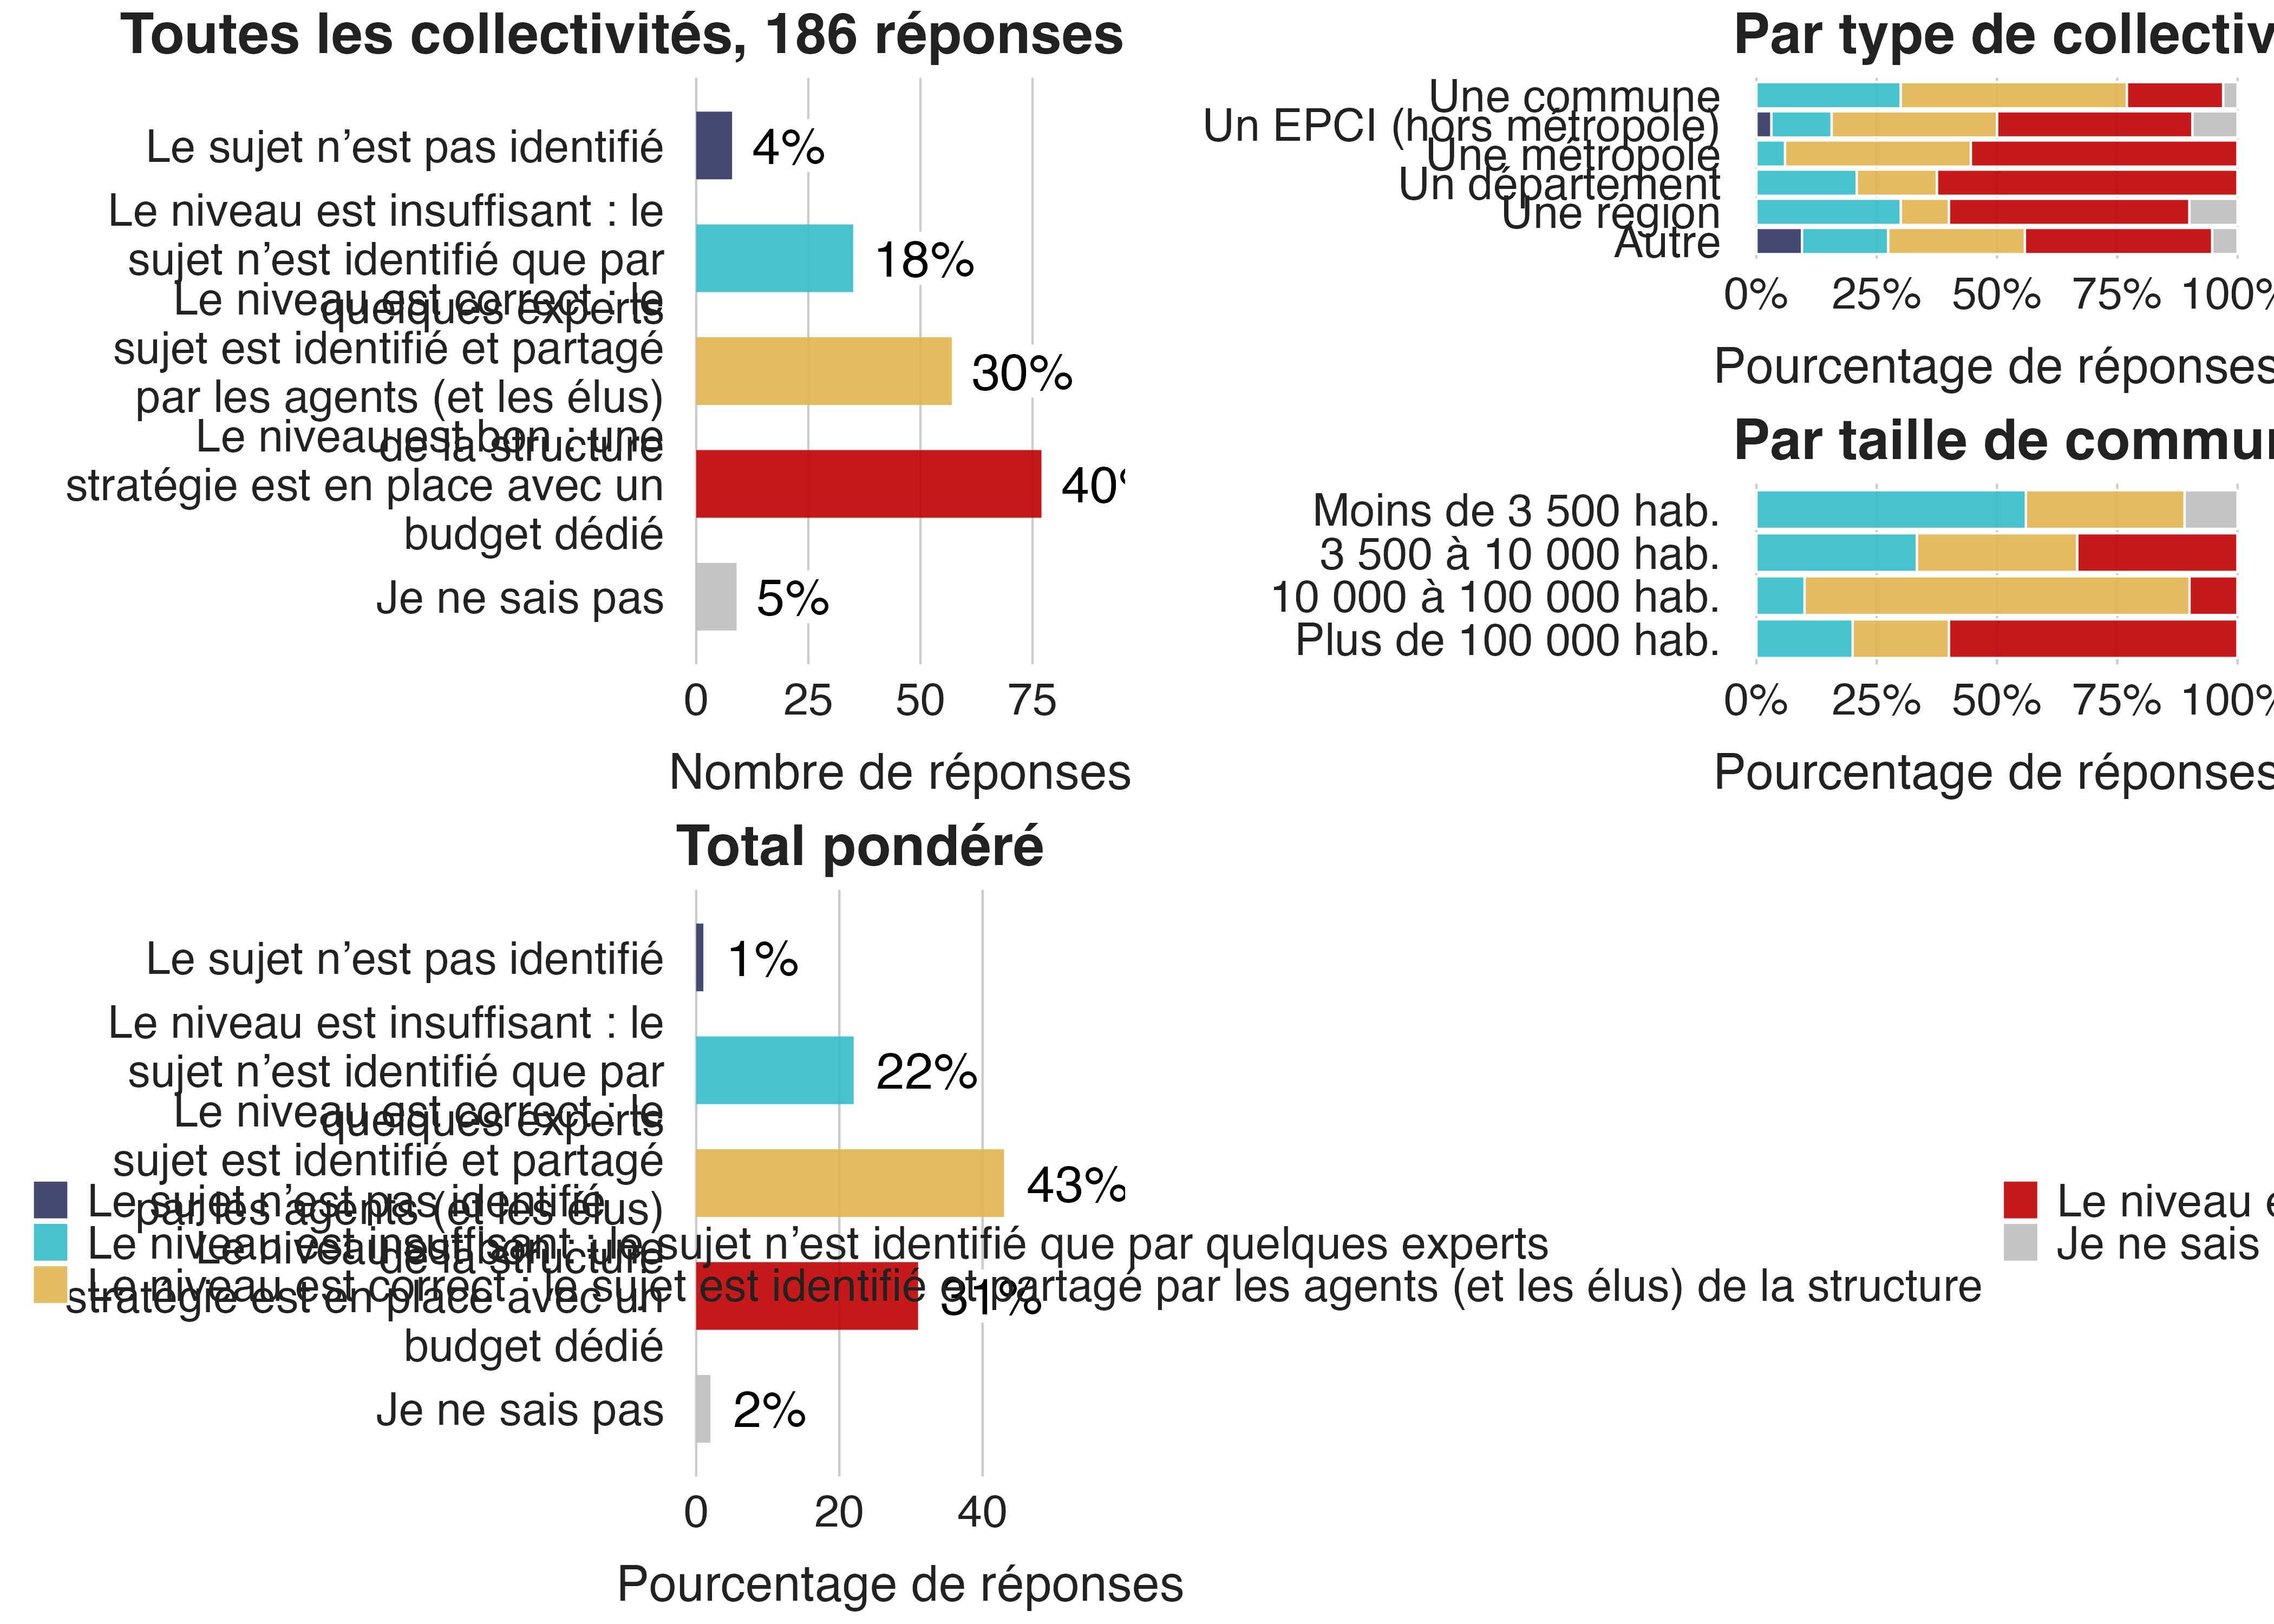 Toutes les collectivités, 186 réponses
Le sujet n’est pas identifié
4%
Le niveau est insuffisant : le
sujet n’est identifié que par
quelques experts
18%
Le niveau est correct : le
sujet est identifié et partagé
par les agents (et les élus)
de la structure
30%
Le niveau est bon : une
stratégie est en place avec un
budget dédié
40%
Je ne sais pas
5%
0 25 50 75
Nombre de réponses
Par type de collectiv
Une commune
Un EPCI (hors métropole)
Une métropole
Un département
Une région
Autre
0% 25% 50% 75% 100%
Pourcentage de réponses
Par taille de commun
Moins de 3 500 hab.
3 500 à 10 000 hab.
10 000 à 100 000 hab.
Plus de 100 000 hab.
0% 25% 50% 75% 100%
Pourcentage de réponses
Total pondéré
Le sujet n’est pas identifié
1%
Le niveau est insuffisant : le
sujet n’est identifié que par
quelques experts
22%
Le niveau est correct : le
sujet est identifié et partagé
par les agents (et les élus)
de la structure
43%
Le niveau est bon : une
stratégie est en place avec un
budget dédié
31%
Je ne sais pas
2%
0 20 40
Pourcentage de réponses
Le sujet n’est pas identifié
Le niveau est insuffisant : le sujet n’est identifié que par quelques experts
Le niveau est correct : le sujet est identifié et partagé par les agents (et les élus) de la structure
Le niveau e
Je ne sais